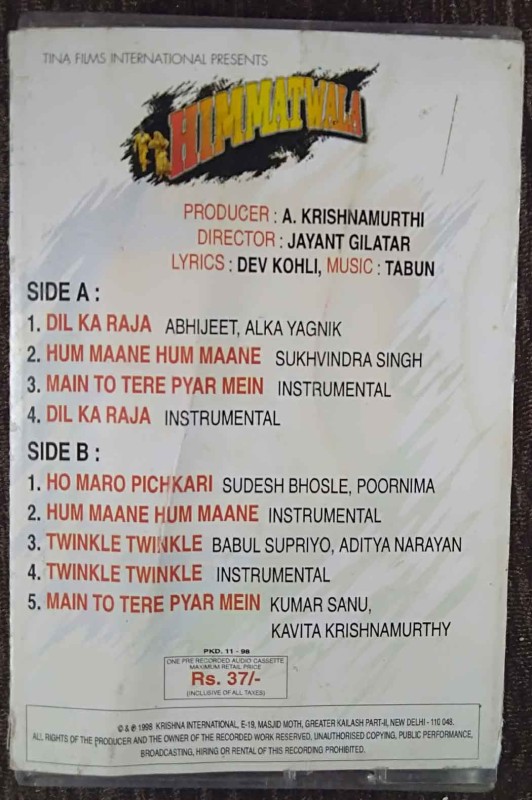 TINA FILMS INTERNATIONAL PRESENTS
HIMMATWALA
PRODUCER : A. KRISHNAMURTHI
DIRECTOR : JAYANT GILATAR
LYRICS : DEV KOHLI, MUSIC : TABUN
SIDE A :
1. DIL KA RAJA ABHIJEET, ALKA YAGNIK
2. HUM MAANE HUM MAANE SUKHVINDRA SINGH
3. MAIN TO TERE PYAR MEIN INSTRUMENTAL
4. DIL KA RAJA INSTRUMENTAL
SIDE B :
1. HO MARO PICHKARI SUDESH BHOSLE, POORNIMA
2. HUM MAANE HUM MAANE INSTRUMENTAL
3. TWINKLE TWINKLE BABUL SUPRIYO, ADITYA NARAYAN
4. TWINKLE TWINKLE INSTRUMENTAL
5. MAIN TO TERE PYAR MEIN KUMAR SANU,
KAVITA KRISHNAMURTHY
PKD. 11 - 98
ONE PRE RECORDED AUDIO CASSETTE
MAXIMUM RETAIL PRICE
Rs. 37/-
(INCLUSIVE OF ALL TAXES)
© & ℗ 1998 KRISHNA INTERNATIONAL, E-19, MASJID MOTH, GREATER KAILASH PART-II, NEW DELHI - 110 048.
ALL RIGHTS OF THE PRODUCER AND THE OWNER OF THE RECORDED WORK RESERVED, UNAUTHORISED COPYING, PUBLIC PERFORMANCE,
BROADCASTING, HIRING OR RENTAL OF THIS RECORDING PROHIBITED.